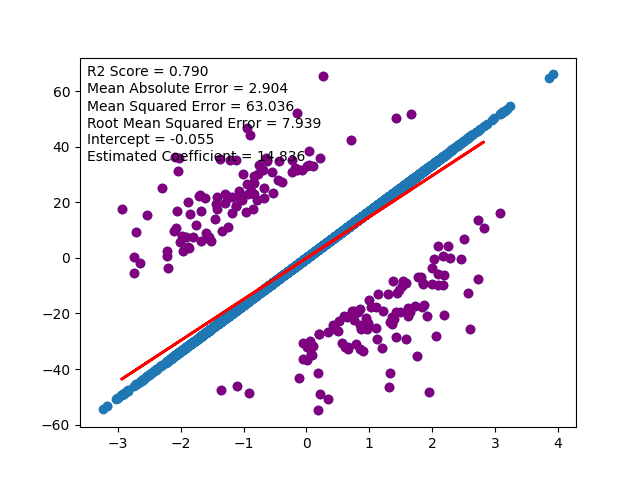 R2 Score = 0.790
Mean Absolute Error = 2.904
Mean Squared Error = 63.036
Root Mean Squared Error = 7.939
Intercept = -0.055
Estimated Coefficient = 14.836
60
40
20
0
−20
−40
−60
−3 −2 −1 0 1 2 3 4